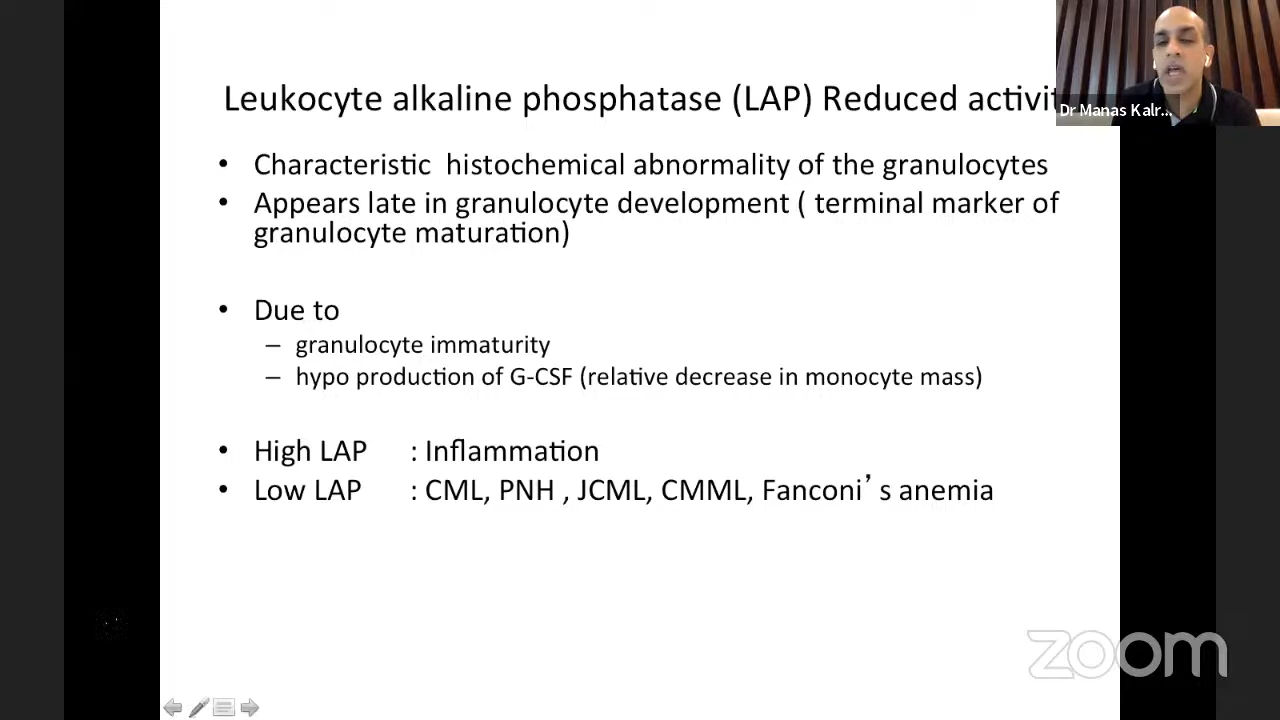 Leukocyte alkaline phosphatase (LAP) Reduced activit
Dr Manas Kalr...
• Characteristic histochemical abnormality of the granulocytes
• Appears late in granulocyte development ( terminal marker of
granulocyte maturation)
• Due to
– granulocyte immaturity
– hypo production of G-CSF (relative decrease in monocyte mass)
• High LAP : Inflammation
• Low LAP : CML, PNH , JCML, CMML, Fanconi’ s anemia
zoom